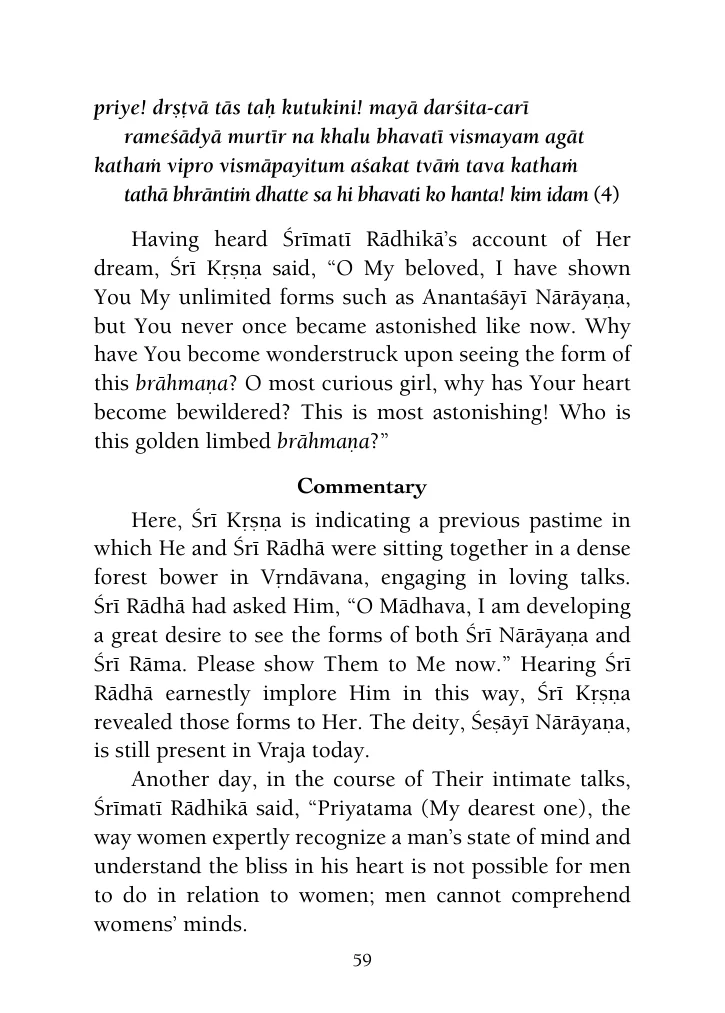 priye! dṛṣṭvā tās taḥ kutukini! mayā darśita-carī
rameśādyā murtīr na khalu bhavatī vismayam agāt
kathaṁ vipro vismāpayitum aśakat tvāṁ tava kathaṁ
tathā bhrāntiṁ dhatte sa hi bhavati ko hanta! kim idam (4)
Having heard Śrīmatī Rādhikā’s account of Her
dream, Śrī Kṛṣṇa said, “O My beloved, I have shown
You My unlimited forms such as Anantaśāyī Nārāyaṇa,
but You never once became astonished like now. Why
have You become wonderstruck upon seeing the form of
this brāhmaṇa? O most curious girl, why has Your heart
become bewildered? This is most astonishing! Who is
this golden limbed brāhmaṇa?”
Commentary
Here, Śrī Kṛṣṇa is indicating a previous pastime in
which He and Śrī Rādhā were sitting together in a dense
forest bower in Vṛndāvana, engaging in loving talks.
Śrī Rādhā had asked Him, “O Mādhava, I am developing
a great desire to see the forms of both Śrī Nārāyaṇa and
Śrī Rāma. Please show Them to Me now.” Hearing Śrī
Rādhā earnestly implore Him in this way, Śrī Kṛṣṇa
revealed those forms to Her. The deity, Śeṣāyī Nārāyaṇa,
is still present in Vraja today.
Another day, in the course of Their intimate talks,
Śrīmatī Rādhikā said, “Priyatama (My dearest one), the
way women expertly recognize a man’s state of mind and
understand the bliss in his heart is not possible for men
to do in relation to women; men cannot comprehend
womens’ minds.
59